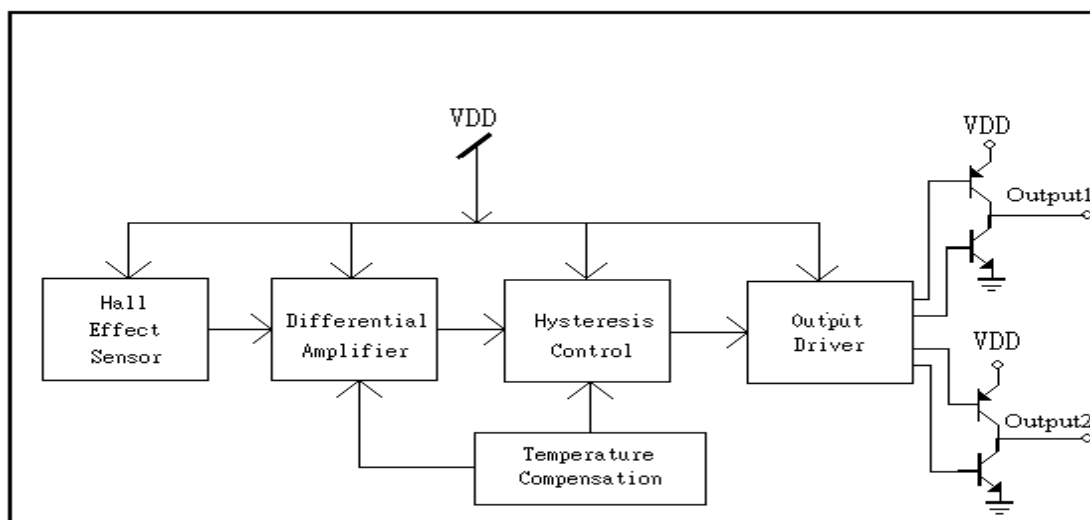 VDD
VDD
Output1
Hall
Effect
Sensor
Differential
Amplifier
Hysteresis
Control
Output
Driver
VDD
Output2
Temperature
Compensation